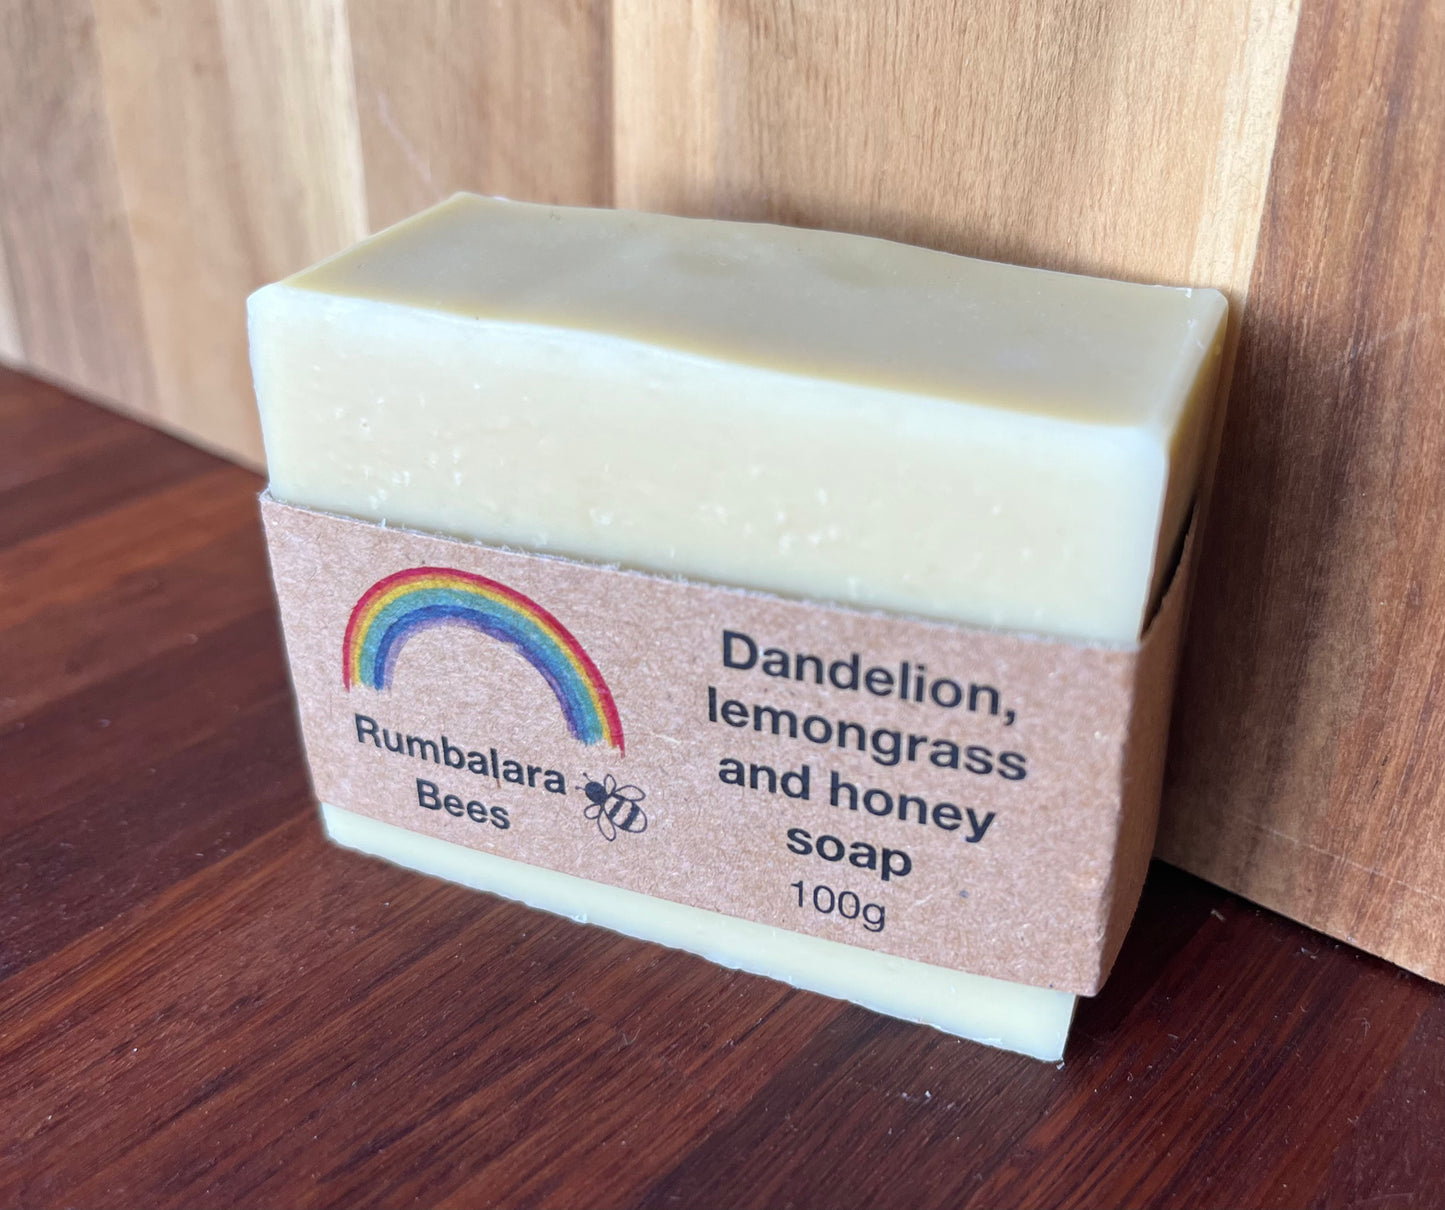 Rumbalara
Bees
Dandelion,
lemongrass
and honey
soap
100g